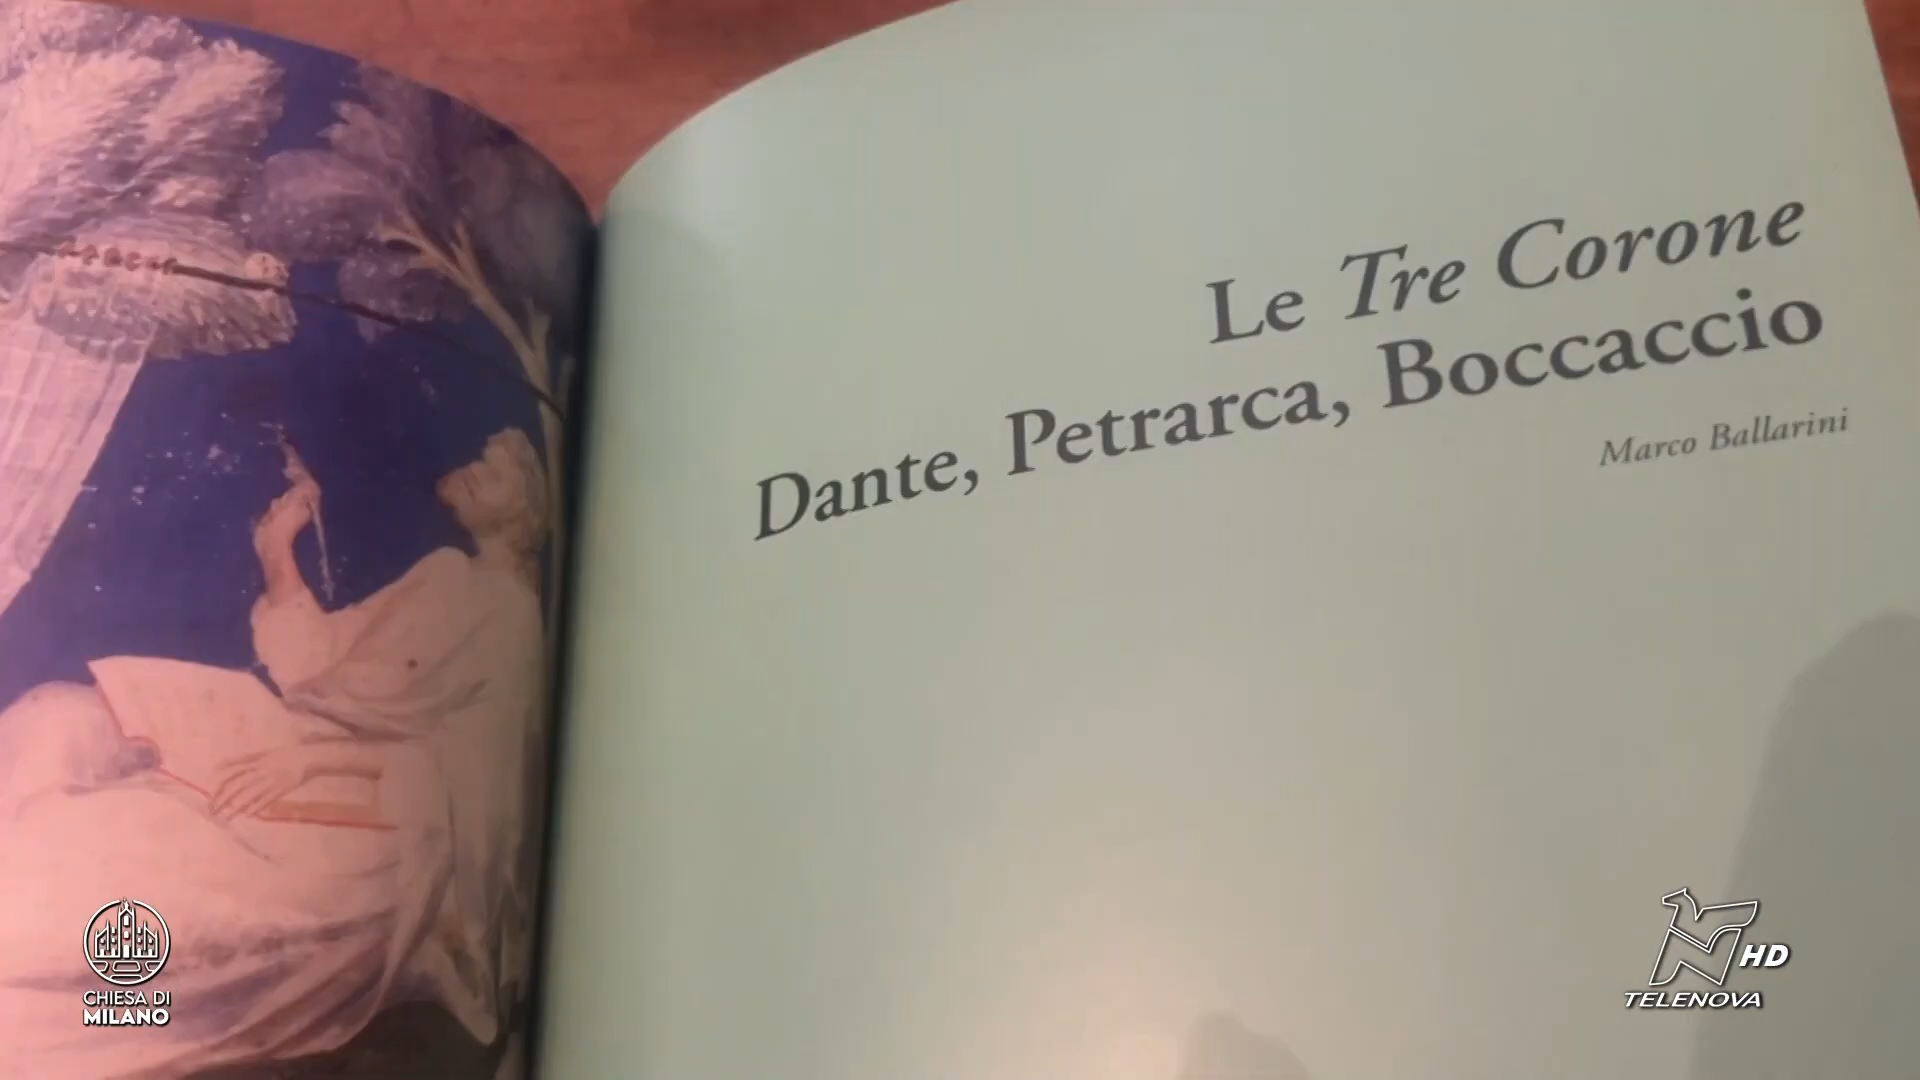 Le Tre Corone
Dante, Petrarca, Boccaccio
Marco Ballarini
CHIESA DI
MILANO
HD
TELENOVA